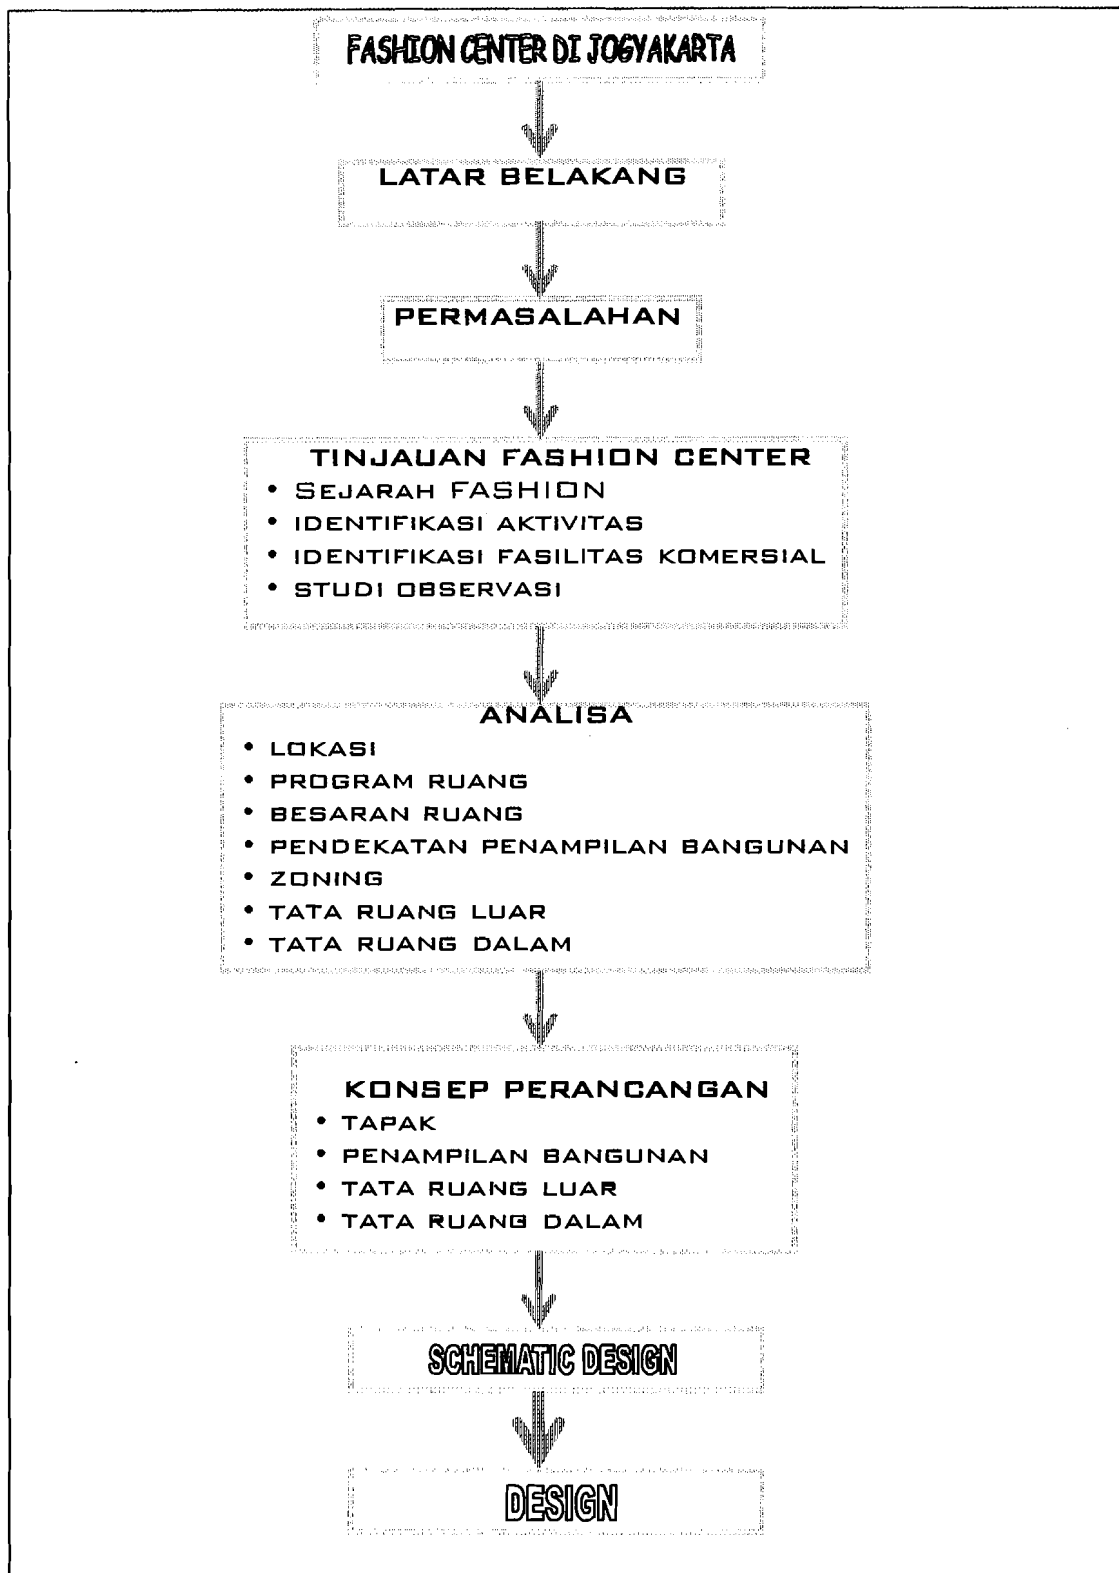 FASHION CENTER DI JOGYAKARTA
LATAR BELAKANG
PERMASALAHAN
TINJAUAN FASHION CENTER
• SEJARAH FASHION
• IDENTIFIKASI AKTIVITAS
• IDENTIFIKASI FASILITAS KOMERSIAL
• STUDI OBSERVASI
ANALISA
• LOKASI
• PROGRAM RUANG
• BESARAN RUANG
• PENDEKATAN PENAMPILAN BANGUNAN
• ZONING
• TATA RUANG LUAR
• TATA RUANG DALAM
KONSEP PERANCANGAN
• TAPAK
• PENAMPILAN BANGUNAN
• TATA RUANG LUAR
• TATA RUANG DALAM
SCHEMATIC DESIGN
DESIGN